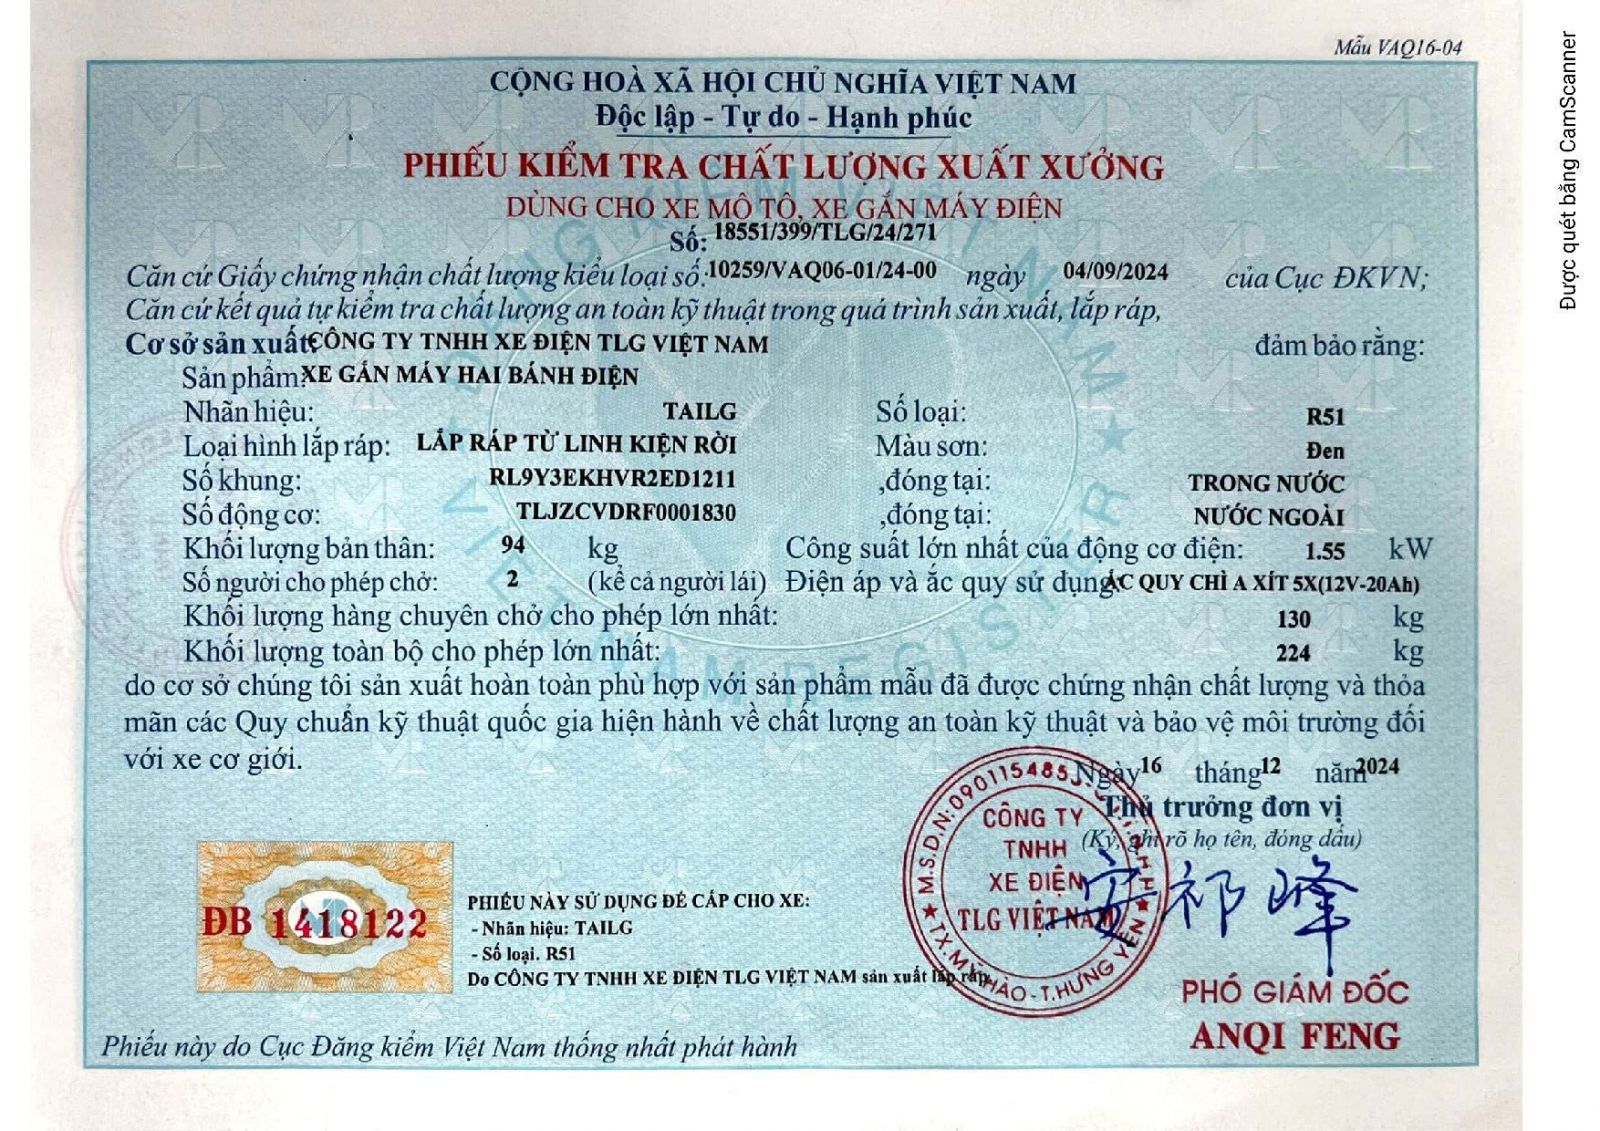 Mẫu VAQ16-04
CỘNG HOÀ XÃ HỘI CHỦ NGHĨA VIỆT NAM
Độc lập - Tự do - Hạnh phúc
PHIẾU KIỂM TRA CHẤT LƯỢNG XUẤT XƯỞNG
DÙNG CHO XE MÔ TÔ, XE GẮN MÁY ĐIỆN
Số: 18551/399/TLG/24/271
Căn cứ Giấy chứng nhận chất lượng kiểu loại số: 10259/VAQ06-01/24-00 ngày 04/09/2024 của Cục ĐKVN;
Căn cứ kết quả tự kiểm tra chất lượng an toàn kỹ thuật trong quá trình sản xuất, lắp ráp,
Cơ sở sản xuất: CÔNG TY TNHH XE ĐIỆN TLG VIỆT NAM đảm bảo rằng:
Sản phẩm: XE GẮN MÁY HAI BÁNH ĐIỆN
Nhãn hiệu: TAILG Số loại: R51
Loại hình lắp ráp: LẮP RÁP TỪ LINH KIỆN RỜI Màu sơn: Đen
Số khung: RL9Y3EKHVR2ED1211 ,đóng tại: TRONG NƯỚC
Số động cơ: TLJZCVDRF0001830 ,đóng tại: NƯỚC NGOÀI
Khối lượng bản thân: 94 kg Công suất lớn nhất của động cơ điện: 1.55 kW
Số người cho phép chở: 2 (kể cả người lái) Điện áp và ắc quy sử dụng: ẮC QUY CHÌ A XÍT 5X(12V-20Ah)
Khối lượng hàng chuyên chở cho phép lớn nhất: 130 kg
Khối lượng toàn bộ cho phép lớn nhất: 224 kg
do cơ sở chúng tôi sản xuất hoàn toàn phù hợp với sản phẩm mẫu đã được chứng nhận chất lượng và thỏa
mãn các Quy chuẩn kỹ thuật quốc gia hiện hành về chất lượng an toàn kỹ thuật và bảo vệ môi trường đối
với xe cơ giới.
Ngày 16 tháng 12 năm 2024
Thủ trưởng đơn vị
(Ký, ghi rõ họ tên, đóng dấu)
M.S.D.N: 090115485
CÔNG TY
TNHH
XE ĐIỆN
TLG VIỆT NAM
TX.MỸ HÀO - T.HƯNG YÊN
安祁峰
PHÓ GIÁM ĐỐC
ANQI FENG
ĐB 1418122
PHIẾU NÀY SỬ DỤNG ĐỂ CẤP CHO XE:
- Nhãn hiệu: TAILG
- Số loại. R51
Do CÔNG TY TNHH XE ĐIỆN TLG VIỆT NAM sản xuất lắp ráp.
Phiếu này do Cục Đăng kiểm Việt Nam thống nhất phát hành
ĐĂNG KIỂM VIỆT NAM
VIETNAM REGISTER
Được quét bằng CamScanner